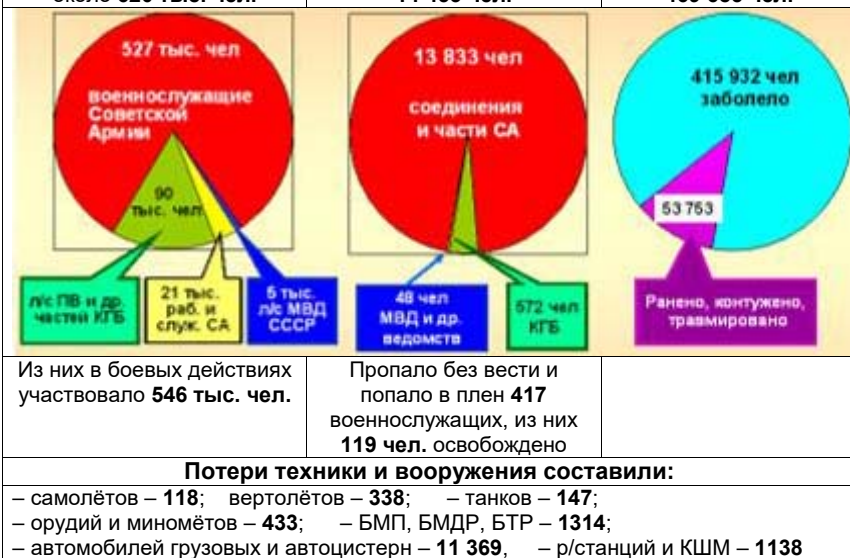 527 тыс. чел
военнослужащие
Советской
Армии
90
тыс. чел
л/с ПВ и др.
частей КГБ
21 тыс.
раб. и
служ. СА
5 тыс.
л/с МВД
СССР
13 833 чел
соединения
и части СА
48 чел
МВД и др.
ведомств
572 чел
КГБ
415 932 чел
заболело
53 753
Ранено, контужено,
травмировано
Из них в боевых действиях
участвовало 546 тыс. чел.
Пропало без вести и
попало в плен 417
военнослужащих, из них
119 чел. освобождено
Потери техники и вооружения составили:
– самолётов – 118; вертолётов – 338; – танков – 147;
– орудий и миномётов – 433; – БМП, БМДР, БТР – 1314;
– автомобилей грузовых и автоцистерн – 11 369, – р/станций и КШМ – 1138